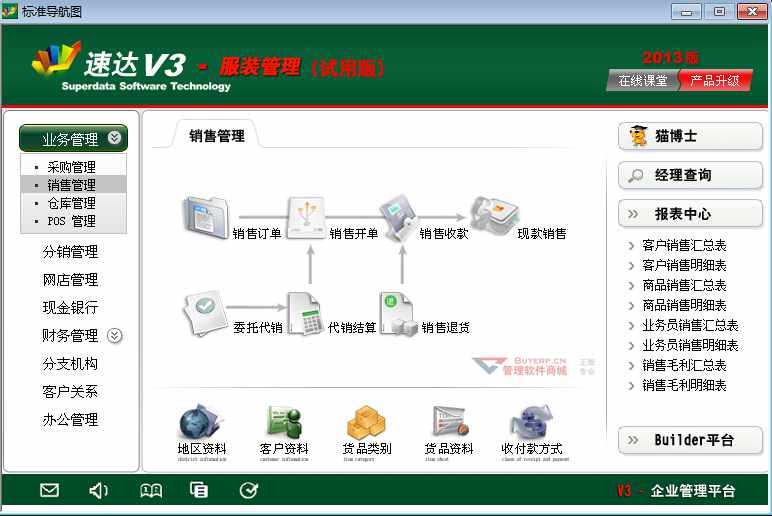 标准导航图
速达V3 - 服装管理 (试用版)
Superdata Software Technology
2013版
在线课堂 产品升级
业务管理
采购管理
销售管理
仓库管理
POS 管理
分销管理
网店管理
现金银行
财务管理
分支机构
客户关系
办公管理
销售管理
销售订单 销售开单 销售收款 现款销售
委托代销 代销结算 销售退货
BUYERP.CN
管理软件商城
正版
专业
地区资料 客户资料 货品类别 货品资料 收付款方式
district infomation customer infomation item category item sheet class of receipt and payment
猫博士
经理查询
报表中心
客户销售汇总表
客户销售明细表
商品销售汇总表
商品销售明细表
业务员销售汇总表
业务员销售明细表
销售毛利汇总表
销售毛利明细表
Builder平台
V3 - 企业管理平台